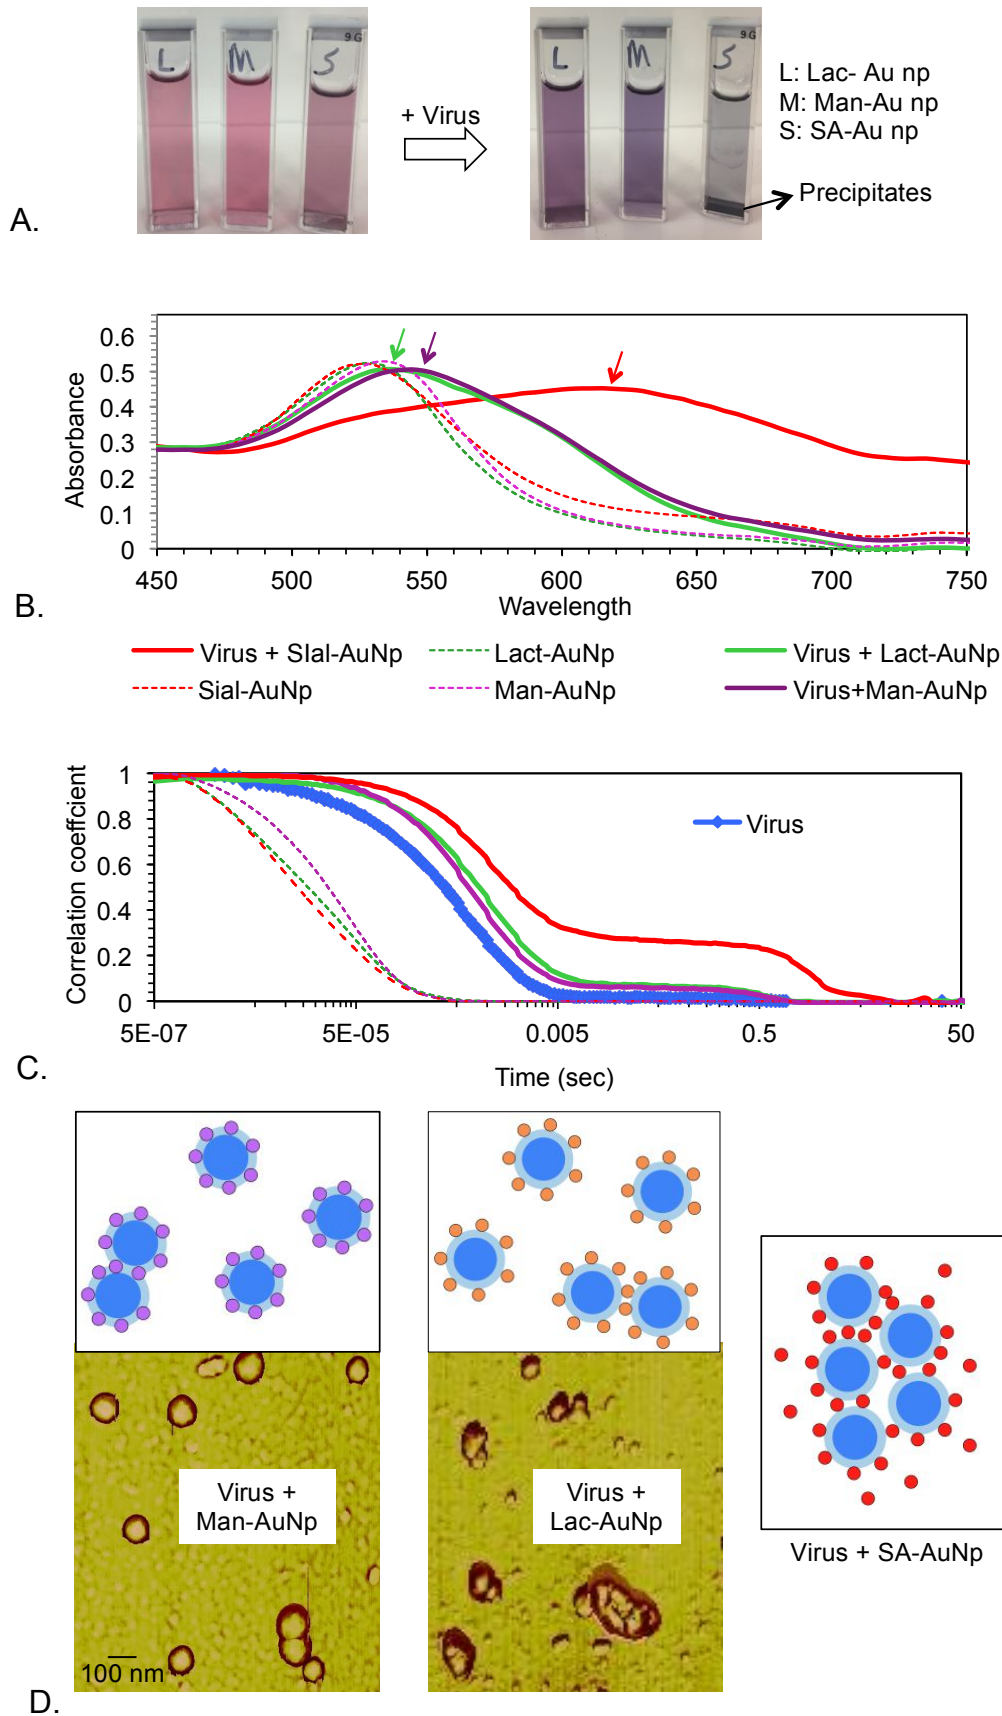 L M S
9 G
+ Virus
L M S
9 G
L: Lac- Au np
M: Man-Au np
S: SA-Au np
Precipitates
A.
Absorbance
0.6
0.5
0.4
0.3
0.2
0.1
0
450 500 550 600 650 700 750
Wavelength
B.
Virus + SIal-AuNp Lact-AuNp Virus + Lact-AuNp
Sial-AuNp Man-AuNp Virus+Man-AuNp
Correlation coeffcient
1
0.8
0.6
0.4
0.2
0
Virus
5E-07 5E-05 0.005 0.5 50
Time (sec)
C.
Virus +
Man-AuNp
100 nm
Virus +
Lac-AuNp
Virus + SA-AuNp
D.